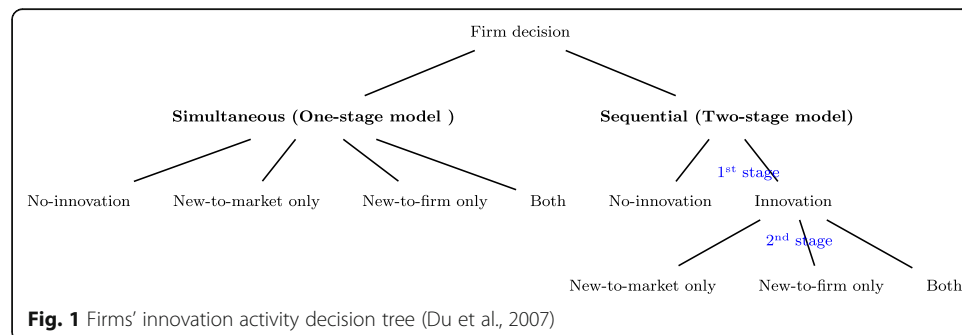 Firm decision
Simultaneous (One-stage model )
Sequential (Two-stage model)
1st stage
No-innovation
New-to-market only
New-to-firm only
Both
No-innovation
Innovation
2nd stage
New-to-market only
New-to-firm only
Both
Fig. 1 Firms' innovation activity decision tree (Du et al., 2007)